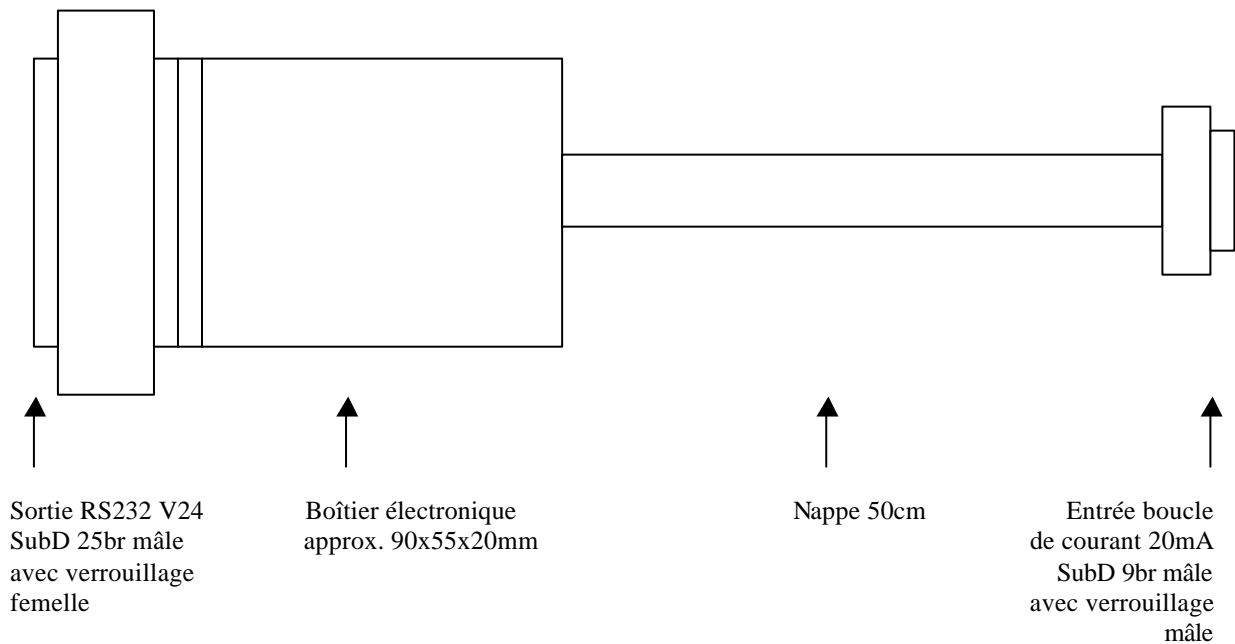 Sortie RS232 V24
SubD 25br mâle
avec verrouillage
femelle
Boîtier électronique
approx. 90x55x20mm
Nappe 50cm
Entrée boucle
de courant 20mA
SubD 9br mâle
avec verrouillage
mâle